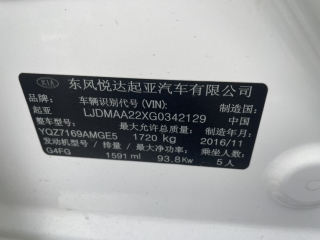 KIA 东风悦达起亚汽车有限公司
品牌: 车辆识别代号(VIN): 制造国:
起亚 LJDMAA22XG0342129 中国
整车型号: 最大允许总质量: 制造年月:
YQZ7169AMGE5 1720 kg 2016/11
发动机型号/ 排量/ 最大净功率: 乘坐人数:
G4FG 1591 ml 93.8Kw 5人